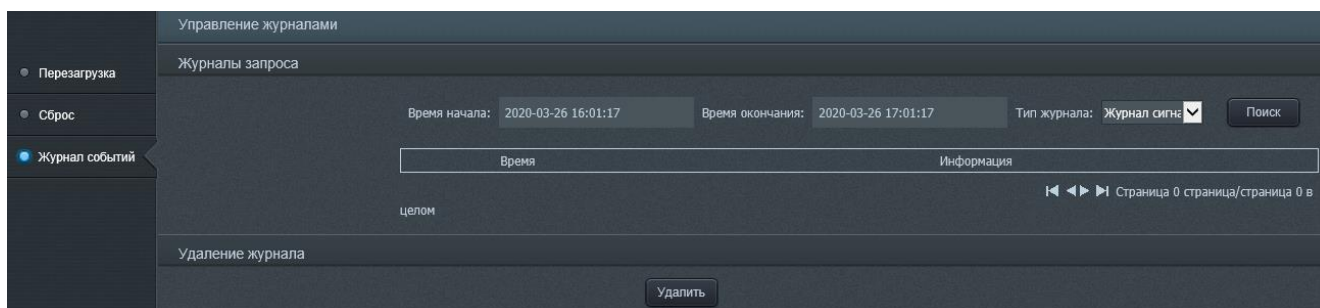 Управление журналами
Перезагрузка
Сброс
Журнал событий
Журналы запроса
Время начала: 2020-03-26 16:01:17 Время окончания: 2020-03-26 17:01:17 Тип журнала: Журнал сигна Поиск
Время Информация
Страница 0 страница/страница 0 в
целом
Удаление журнала
Удалить